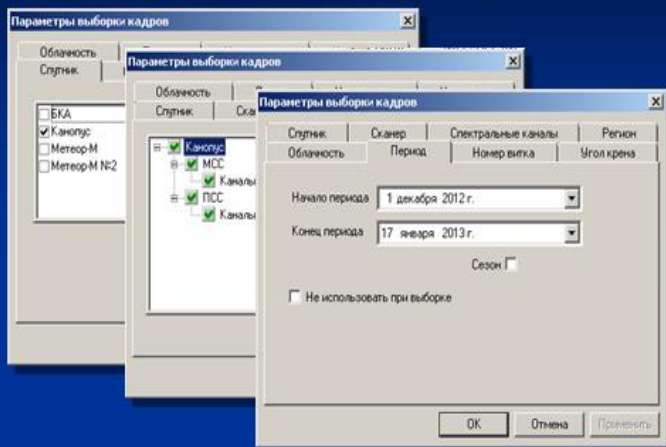 Параметры выборки кадров
Облачность
Спутник
БКА
Канопус
Метеор-М
Метеор-М №2
Параметры выборки кадров
Облачность
Спутник
Канопус
МСС
Каналы
ПСС
Каналы
Параметры выборки кадров
Спутник Сканер Спектральные каналы Регион
Облачность Период Номер витка Угол крена
Начало периода 1 декабря 2012 г.
Конец периода 17 января 2013 г.
Сезон
Не использовать при выборке
OK Отмена Применить